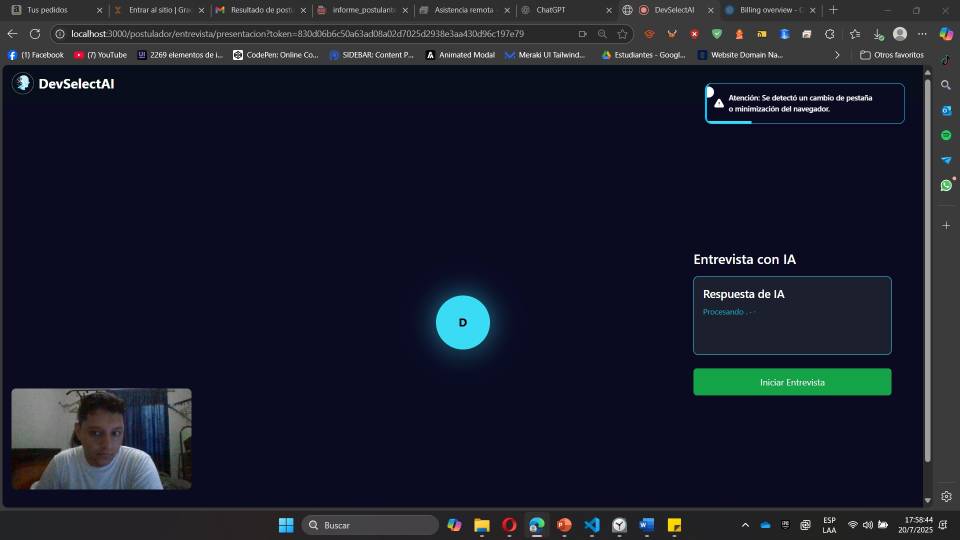 Tus pedidos
Entrar al sitio | Gra
Resultado de postu
informe_postulante
Asistencia remota
ChatGPT
DevSelectAI
Billing overview - O
localhost:3000/postulador/entrevista/presentacion?token=830d06b6c50a63ad08a02d7025d2938e3aa430d96c197e79
(1) Facebook
(7) YouTube
2269 elementos de i...
CodePen: Online Co...
SIDEBAR: Content P...
Animated Modal
Meraki UI Tailwind...
Estudiantes - Googl...
Website Domain Na...
Otros favoritos
DevSelectAI
Atención: Se detectó un cambio de pestaña
o minimización del navegador.
Entrevista con IA
Respuesta de IA
Procesando . . .
D
Iniciar Entrevista
Buscar
ESP
LAA
17:58:44
20/7/2025